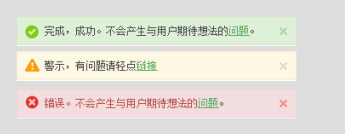 完成，成功。不会产生与用户期待想法的问题。
警示，有问题请轻点链接
错误。不会产生与用户期待想法的问题。